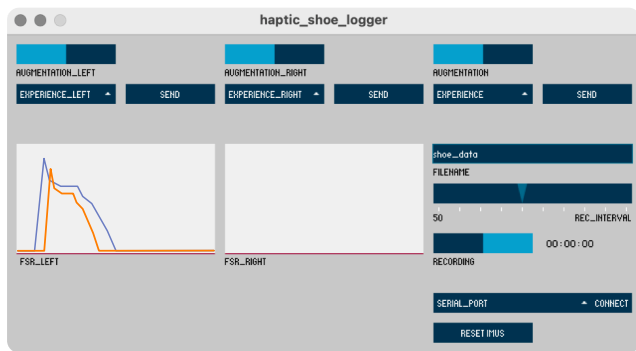 haptic_shoe_logger
AUGMENTATION_LEFT
AUGMENTATION_RIGHT
AUGMENTATION
EXPERIENCE_LEFT
SEND
EXPERIENCE_RIGHT
SEND
EXPERIENCE
SEND
shoe_data
FILENAME
50
REC_INTERVAL
00:00:00
FSR_LEFT
FSR_RIGHT
RECORDING
SERIAL_PORT
CONNECT
RESET IMUS